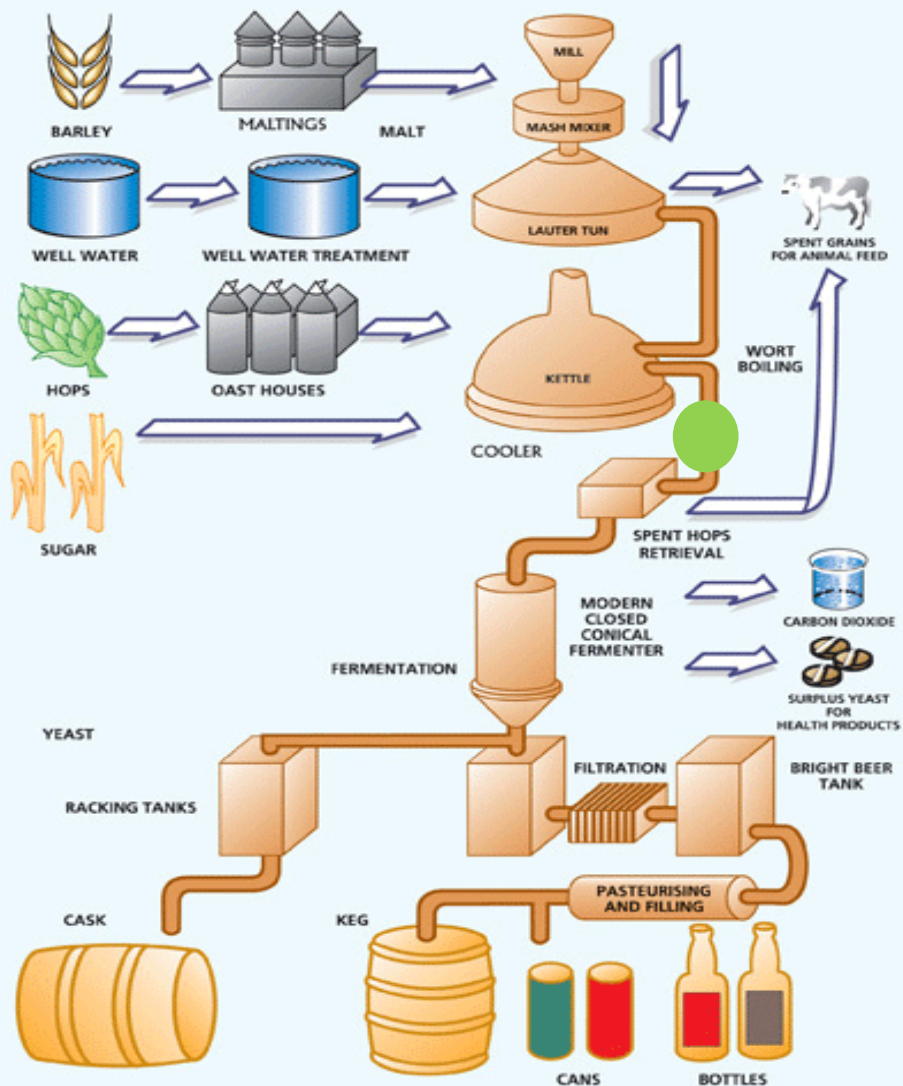 MILL
BARLEY
MALTINGS
MALT
MASH MIXER
WELL WATER
WELL WATER TREATMENT
LAUTER TUN
SPENT GRAINS
FOR ANIMAL FEED
HOPS
OAST HOUSES
KETTLE
WORT
BOILING
COOLER
SUGAR
SPENT HOPS
RETRIEVAL
MODERN
CLOSED
CONICAL
FERMENTER
CARBON DIOXIDE
FERMENTATION
SURPLUS YEAST
FOR
HEALTH PRODUCTS
YEAST
RACKING TANKS
FILTRATION
BRIGHT BEER
TANK
PASTEURISING
AND FILLING
CASK
KEG
CANS
BOTTLES